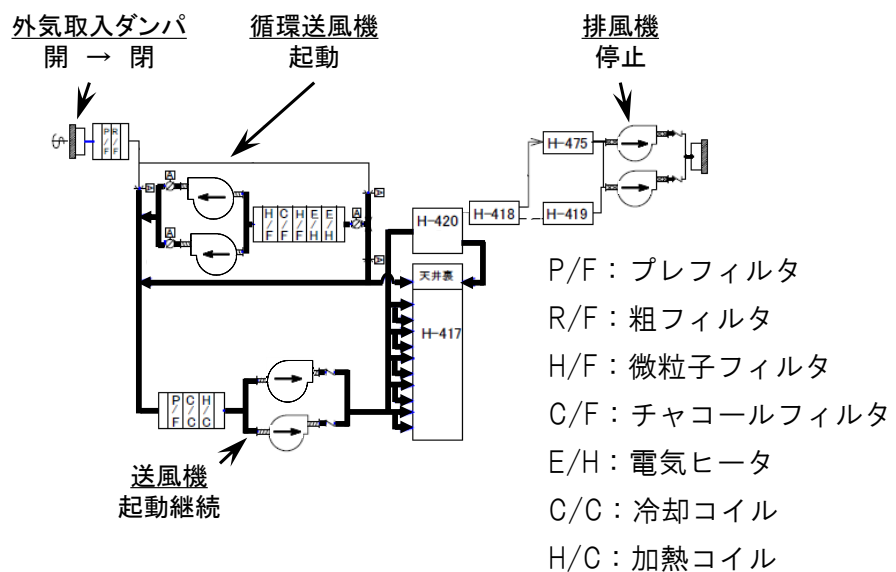 外気取入ダンパ
開 → 閉
循環送風機
起動
排風機
停止
P/F
R/F
H-475
A
A
H/F
C/F
H/F
E/H
E/H
A
A
A
A
H-420
H-418
H-419
天井裏
H-417
P/F
C/C
H/C
送風機
起動継続
P/F：プレフィルタ
R/F：粗フィルタ
H/F：微粒子フィルタ
C/F：チャコールフィルタ
E/H：電気ヒータ
C/C：冷却コイル
H/C：加熱コイル